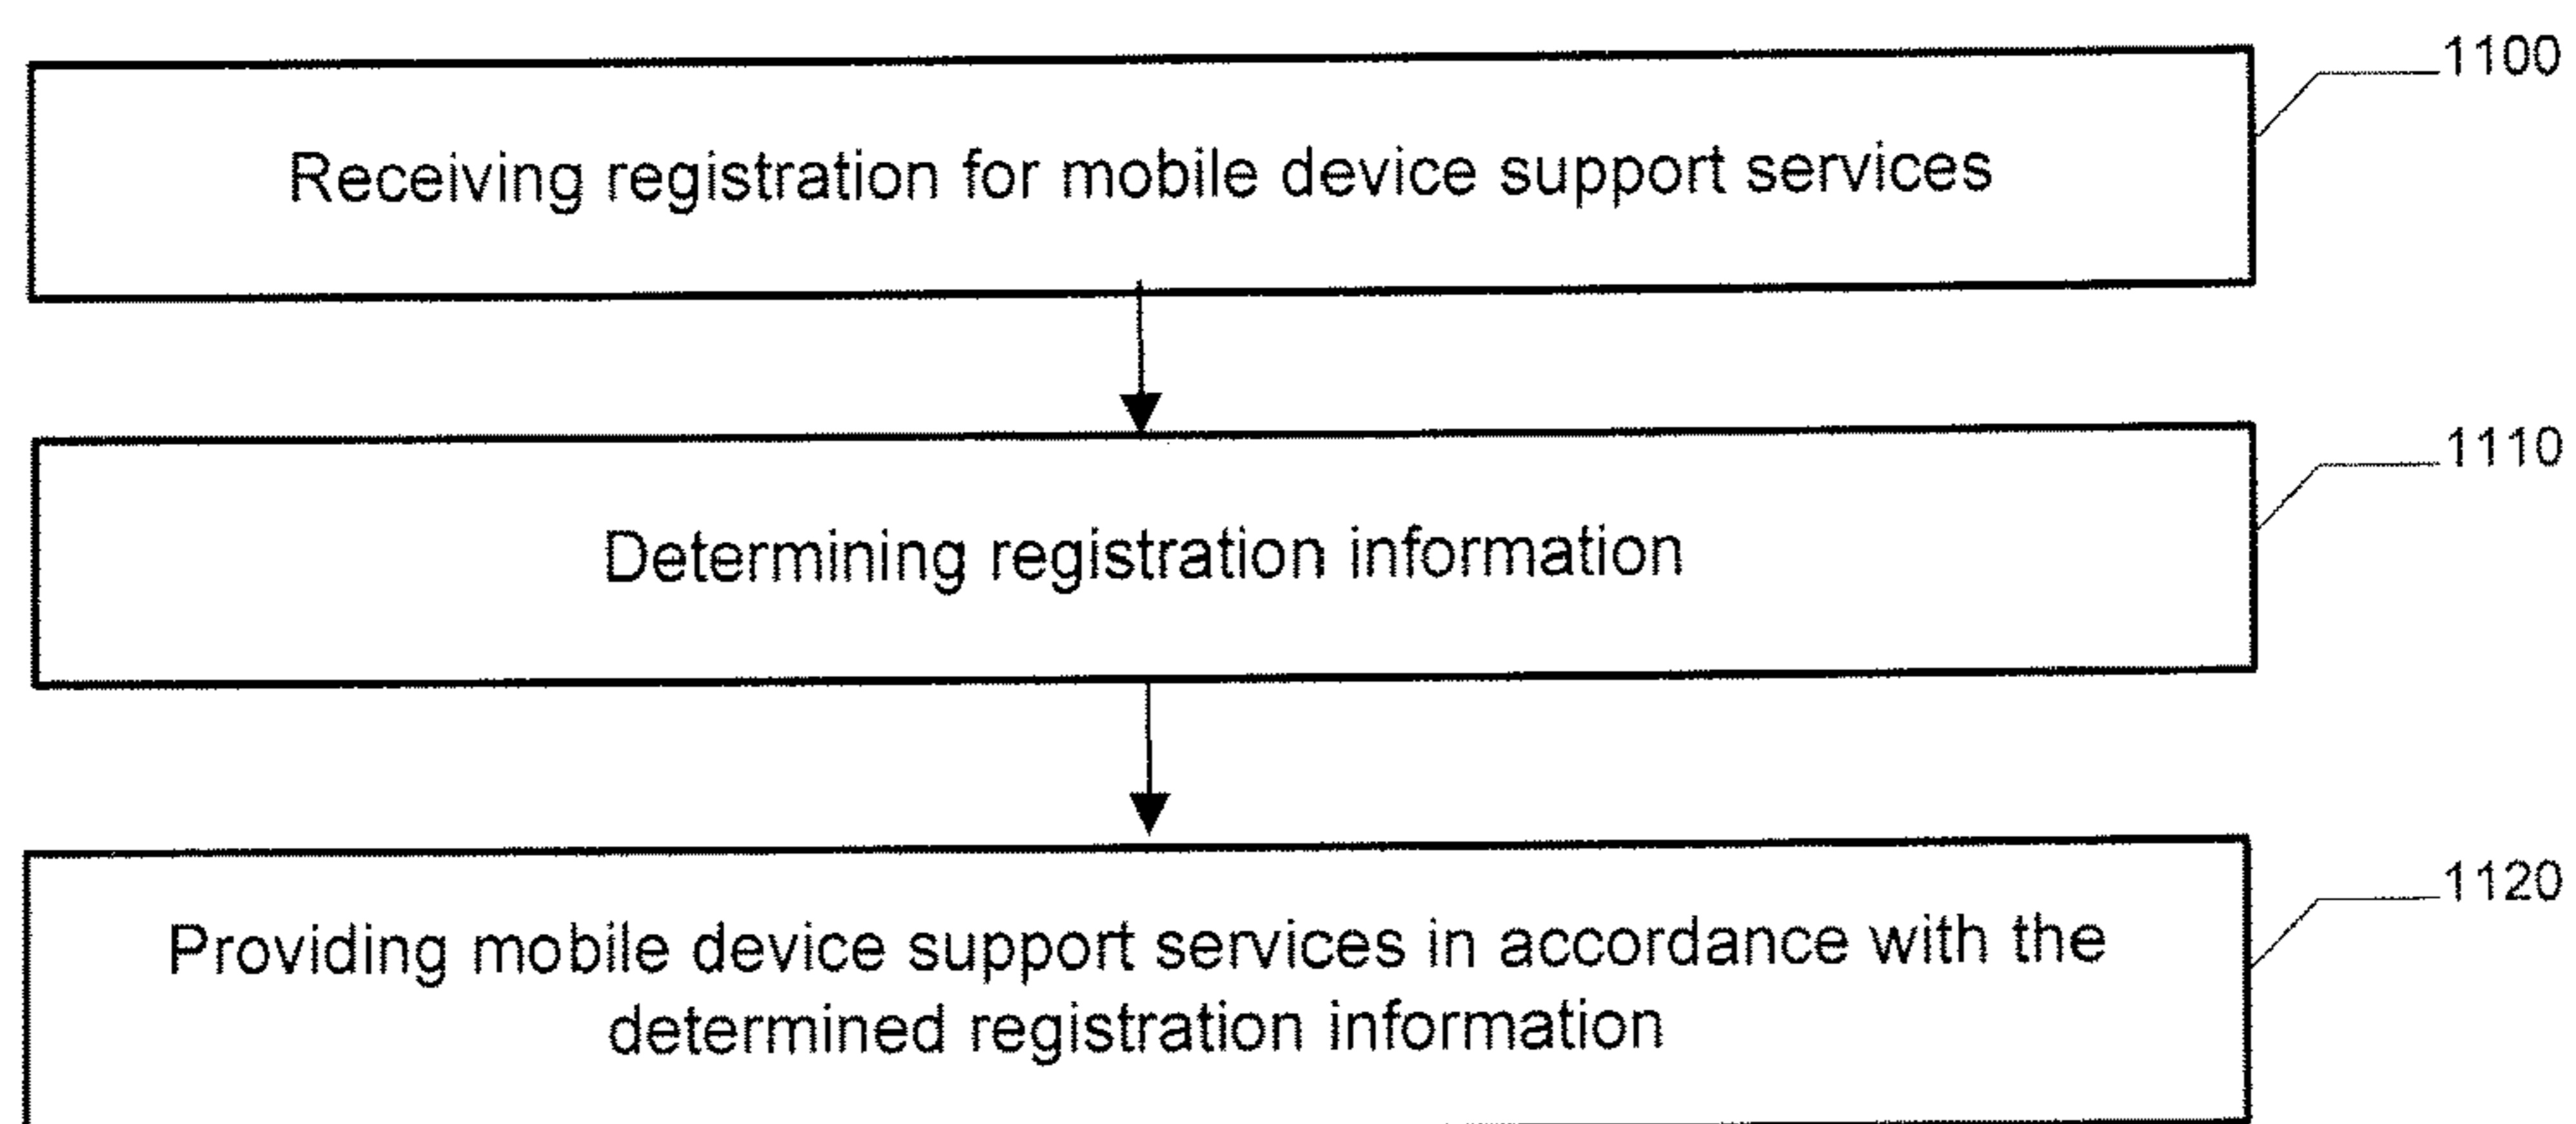 1100
Receiving registration for mobile device support services
1110
Determining registration information
1120
Providing mobile device support services in accordance with the
determined registration information